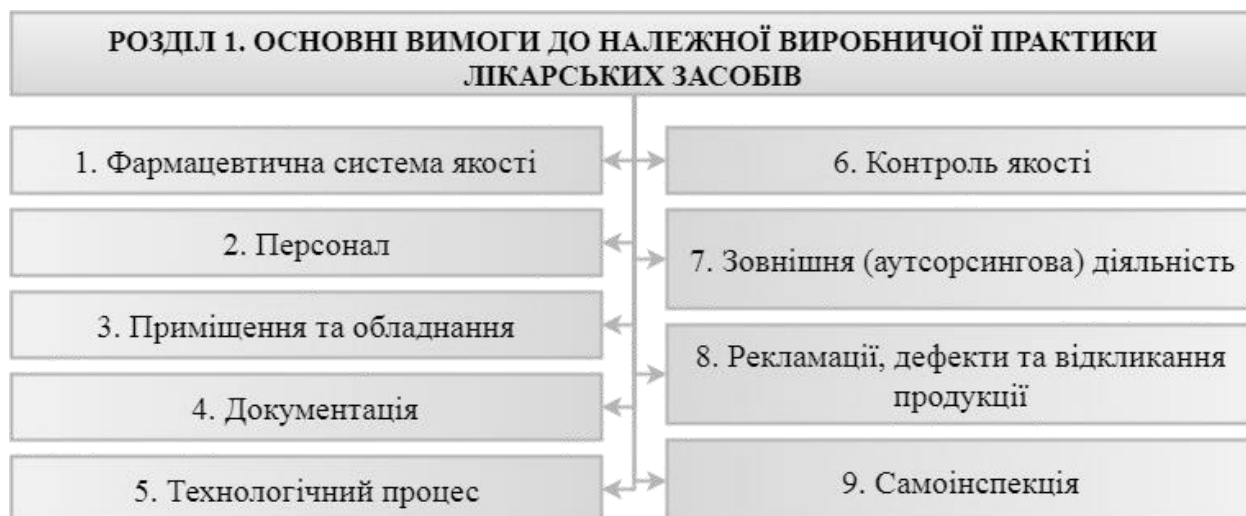 РОЗДІЛ 1. ОСНОВНІ ВИМОГИ ДО НАЛЕЖНОЇ ВИРОБНИЧОЇ ПРАКТИКИ
ЛІКАРСЬКИХ ЗАСОБІВ
1. Фармацевтична система якості
2. Персонал
3. Приміщення та обладнання
4. Документація
5. Технологічний процес
6. Контроль якості
7. Зовнішня (аутсорсингова) діяльність
8. Рекламації, дефекти та відкликання
продукції
9. Самоінспекція